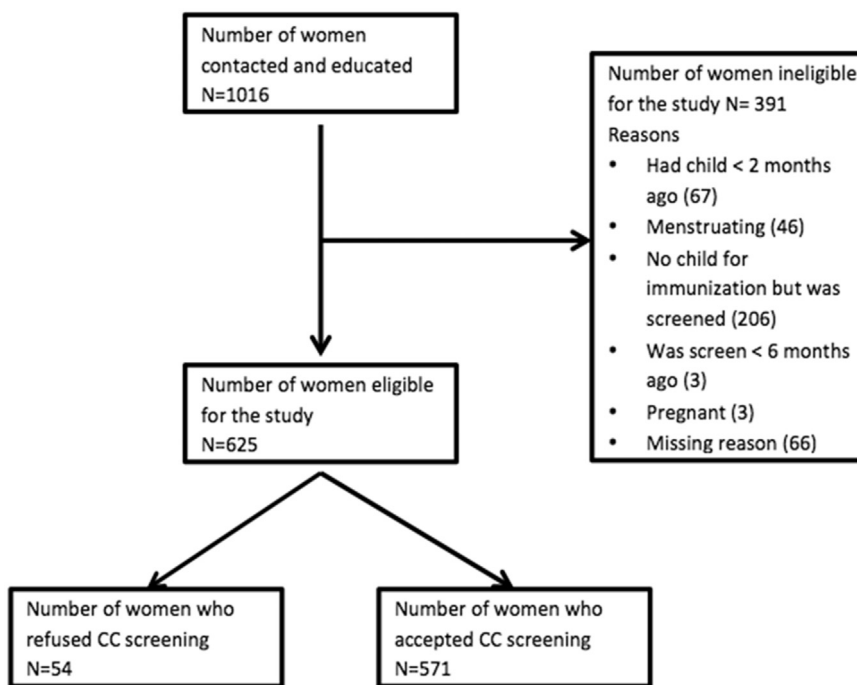 Number of women
contacted and educated
N=1016
Number of women ineligible
for the study N= 391
Reasons
• Had child < 2 months
ago (67)
• Menstruating (46)
• No child for
immunization but was
screened (206)
• Was screen < 6 months
ago (3)
• Pregnant (3)
• Missing reason (66)
Number of women eligible
for the study
N=625
Number of women who
refused CC screening
N=54
Number of women who
accepted CC screening
N=571